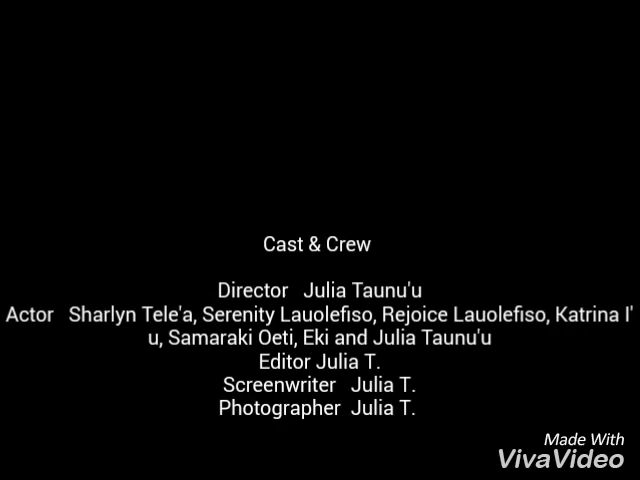 Cast & Crew
Director Julia Taunu'u
Actor Sharlyn Tele'a, Serenity Lauolefiso, Rejoice Lauolefiso, Katrina I'
u, Samaraki Oeti, Eki and Julia Taunu'u
Editor Julia T.
Screenwriter Julia T.
Photographer Julia T.
Made With
VivaVideo